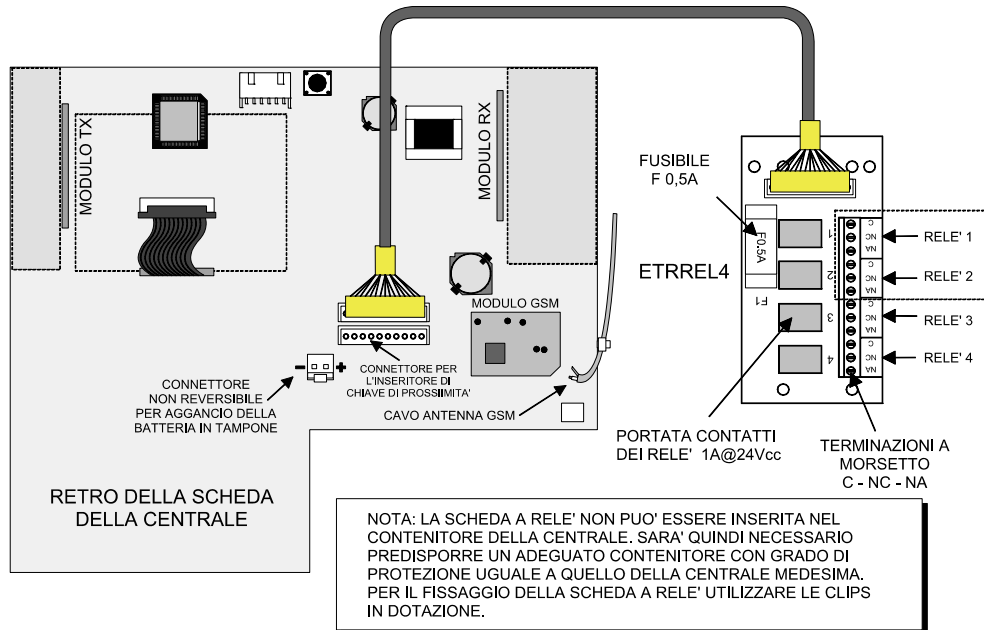 MODULO TX
MODULO RX
FUSIBILE
F 0,5A
F0.5A
F1
ETRREL4
1
2
3
4
C
NC
NA
C
NC
NA
C
NC
NA
C
NC
NA
RELE' 1
RELE' 2
RELE' 3
RELE' 4
MODULO GSM
- +
CONNETTORE PER
L'INSERITORE DI
CHIAVE DI PROSSIIMITA'
CONNETTORE
NON REVERSIBILE
PER AGGANCIO DELLA
BATTERIA IN TAMPONE
CAVO ANTENNA GSM
PORTATA CONTATTI
DEI RELE' 1A@24Vcc
TERMINAZIONI A
MORSETTO
C - NC - NA
RETRO DELLA SCHEDA
DELLA CENTRALE
NOTA: LA SCHEDA A RELE' NON PUO' ESSERE INSERITA NEL
CONTENITORE DELLA CENTRALE. SARA' QUINDI NECESSARIO
PREDISPORRE UN ADEGUATO CONTENITORE CON GRADO DI
PROTEZIONE UGUALE A QUELLO DELLA CENTRALE MEDESIMA.
PER IL FISSAGGIO DELLA SCHEDA A RELE' UTILIZZARE LE CLIPS
IN DOTAZIONE.